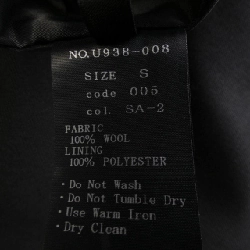 NO.U938-008
SIZE S
code 005
col. SA-2
FABRIC
100% WOOL
LINING
100% POLYESTER
・Do Not Wash
・Do Not Tumble Dry
・Use Warm Iron
・Dry Clean